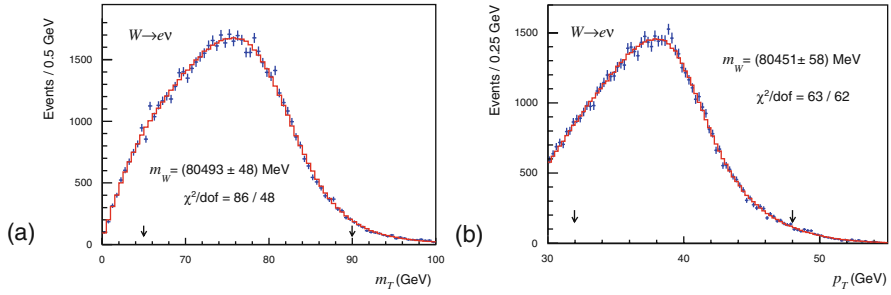 Events / 0.5 GeV
1500
1000
500
0
W→eν
m_W = (80493 ± 48) MeV
χ²/dof = 86 / 48
0 60 70 80 90 100
m_T (GeV)
(a)
Events / 0.25 GeV
1500
1000
500
0
W→eν
m_W = (80451± 58) MeV
χ²/dof = 63 / 62
30 40 50
p_T (GeV)
(b)